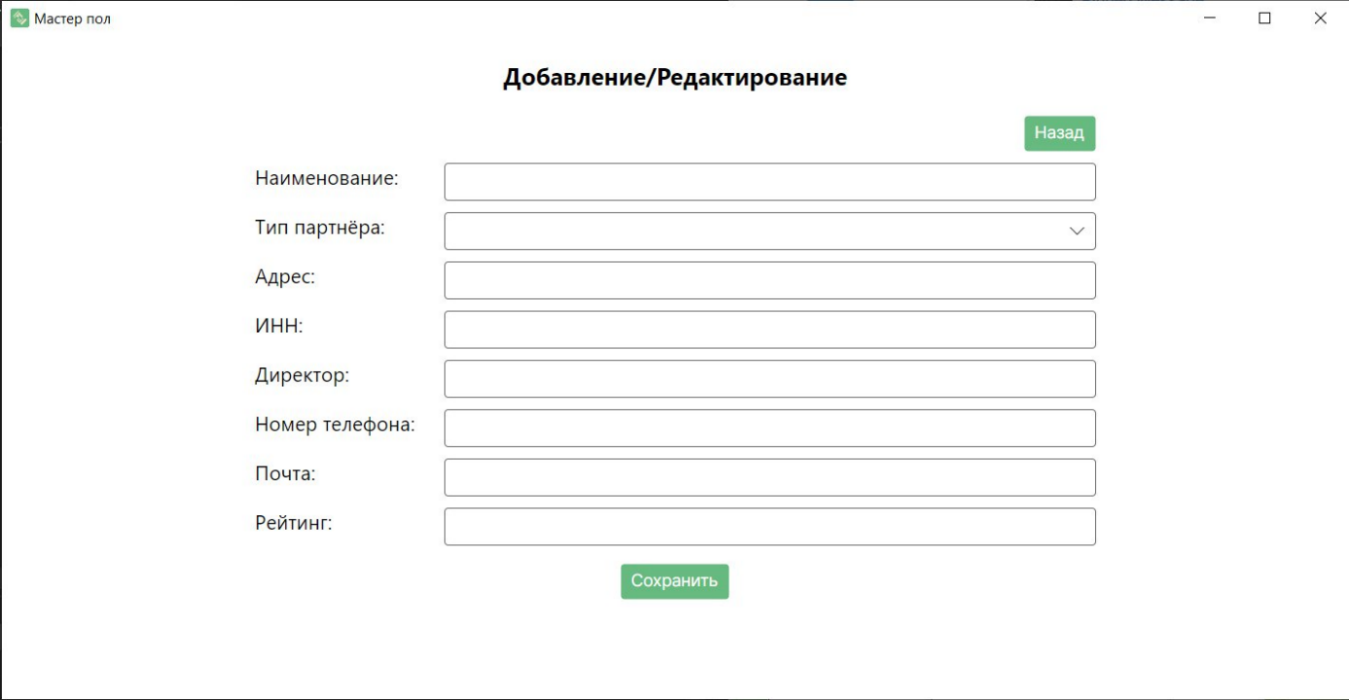 Мастер пол
Добавление/Редактирование
Назад
Наименование:
Тип партнёра:
Адрес:
ИНН:
Директор:
Номер телефона:
Почта:
Рейтинг:
Сохранить